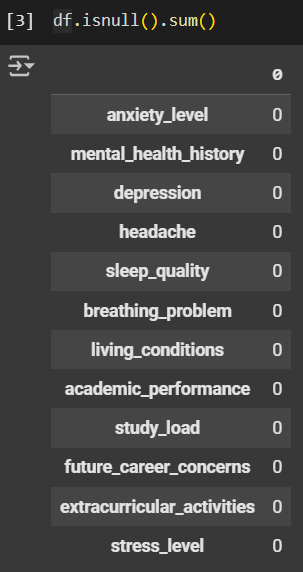 [3] df.isnull().sum()
0
anxiety_level 0
mental_health_history 0
depression 0
headache 0
sleep_quality 0
breathing_problem 0
living_conditions 0
academic_performance 0
study_load 0
future_career_concerns 0
extracurricular_activities 0
stress_level 0